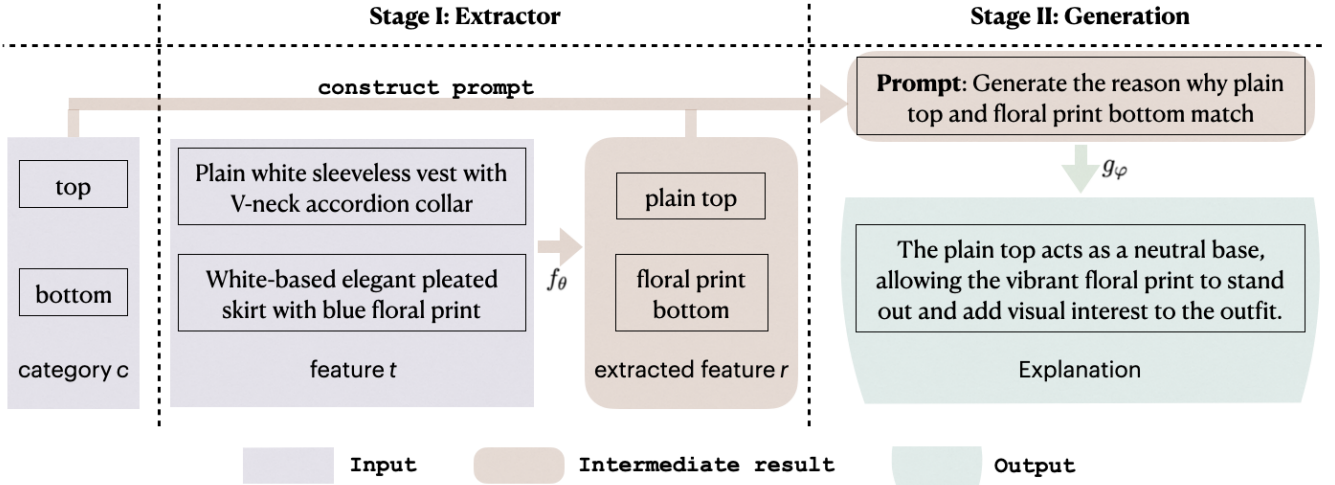 Stage I: Extractor
Stage II: Generation
construct prompt
Prompt: Generate the reason why plain
top and floral print bottom match
top
bottom
category c
Plain white sleeveless vest with
V-neck accordion collar
White-based elegant pleated
skirt with blue floral print
feature t
fθ
plain top
floral print
bottom
extracted feature r
gφ
The plain top acts as a neutral base,
allowing the vibrant floral print to stand
out and add visual interest to the outfit.
Explanation
Input
Intermediate result
Output